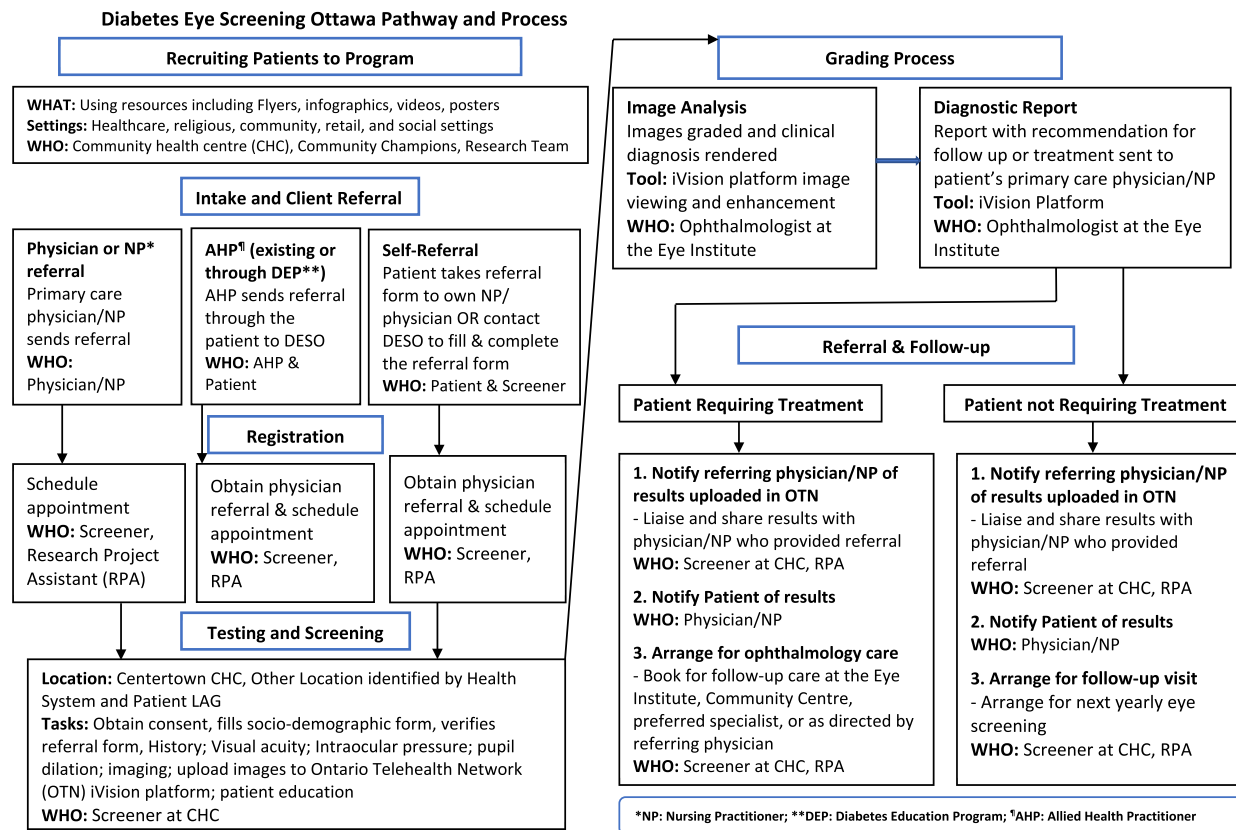 Diabetes Eye Screening Ottawa Pathway and Process
Recruiting Patients to Program
WHAT: Using resources including Flyers, infographics, videos, posters
Settings: Healthcare, religious, community, retail, and social settings
WHO: Community health centre (CHC), Community Champions, Research Team
Intake and Client Referral
Physician or NP*
referral
Primary care
physician/NP
sends referral
WHO:
Physician/NP
AHP¶ (existing or
through DEP**)
AHP sends referral
through the
patient to DESO
WHO: AHP &
Patient
Self-Referral
Patient takes referral
form to own NP/
physician OR contact
DESO to fill & complete
the referral form
WHO: Patient & Screener
Registration
Schedule
appointment
WHO: Screener,
Research Project
Assistant (RPA)
Obtain physician
referral & schedule
appointment
WHO: Screener,
RPA
Obtain physician
referral & schedule
appointment
WHO: Screener,
RPA
Testing and Screening
Location: Centertown CHC, Other Location identified by Health
System and Patient LAG
Tasks: Obtain consent, fills socio-demographic form, verifies
referral form, History; Visual acuity; Intraocular pressure; pupil
dilation; imaging; upload images to Ontario Telehealth Network
(OTN) iVision platform; patient education
WHO: Screener at CHC
Grading Process
Image Analysis
Images graded and clinical
diagnosis rendered
Tool: iVision platform image
viewing and enhancement
WHO: Ophthalmologist at
the Eye Institute
Diagnostic Report
Report with recommendation for
follow up or treatment sent to
patient's primary care physician/NP
Tool: iVision Platform
WHO: Ophthalmologist at the Eye
Institute
Referral & Follow-up
Patient Requiring Treatment
Patient not Requiring Treatment
1. Notify referring physician/NP of
results uploaded in OTN
- Liaise and share results with
physician/NP who provided referral
WHO: Screener at CHC, RPA
2. Notify Patient of results
WHO: Physician/NP
3. Arrange for ophthalmology care
- Book for follow-up care at the Eye
Institute, Community Centre,
preferred specialist, or as directed by
referring physician
WHO: Screener at CHC, RPA
1. Notify referring physician/NP
of results uploaded in OTN
- Liaise and share results with
physician/NP who provided
referral
WHO: Screener at CHC, RPA
2. Notify Patient of results
WHO: Physician/NP
3. Arrange for follow-up visit
- Arrange for next yearly eye
screening
WHO: Screener at CHC, RPA
*NP: Nursing Practitioner; **DEP: Diabetes Education Program; ¶AHP: Allied Health Practitioner